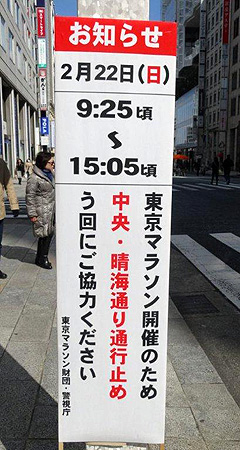 お知らせ
2月22日(日)
9:25頃
〜
15:05頃
東京マラソン開催のため
中央・晴海通り通行止め
う回にご協力ください
東京マラソン財団・警視庁